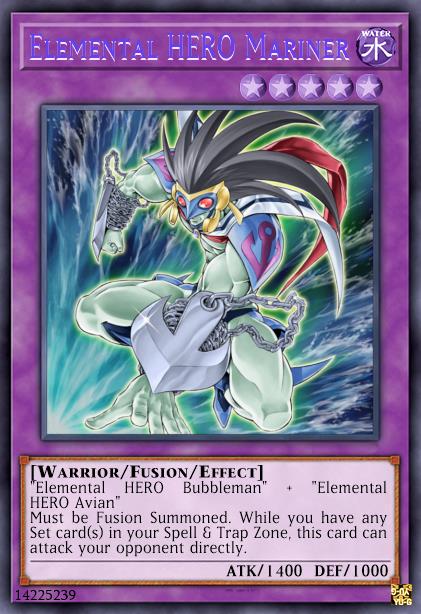 Elemental HERO Mariner
WATER
水
[Warrior/Fusion/Effect]
"Elemental HERO Bubbleman" + "Elemental
HERO Avian"
Must be Fusion Summoned. While you have any
Set card(s) in your Spell & Trap Zone, this card can
attack your opponent directly.
ATK/1400 DEF/1000
14225239